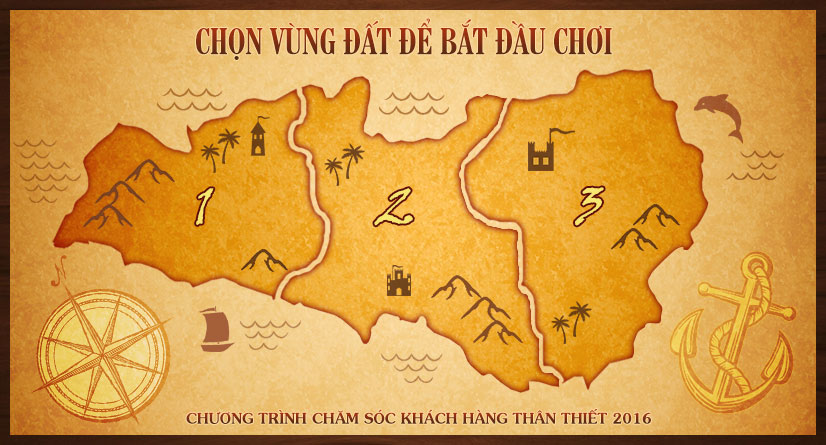 CHỌN VÙNG ĐẤT ĐỂ BẮT ĐẦU CHƠI
1
2
3
N
CHƯƠNG TRÌNH CHĂM SÓC KHÁCH HÀNG THÂN THIẾT 2016